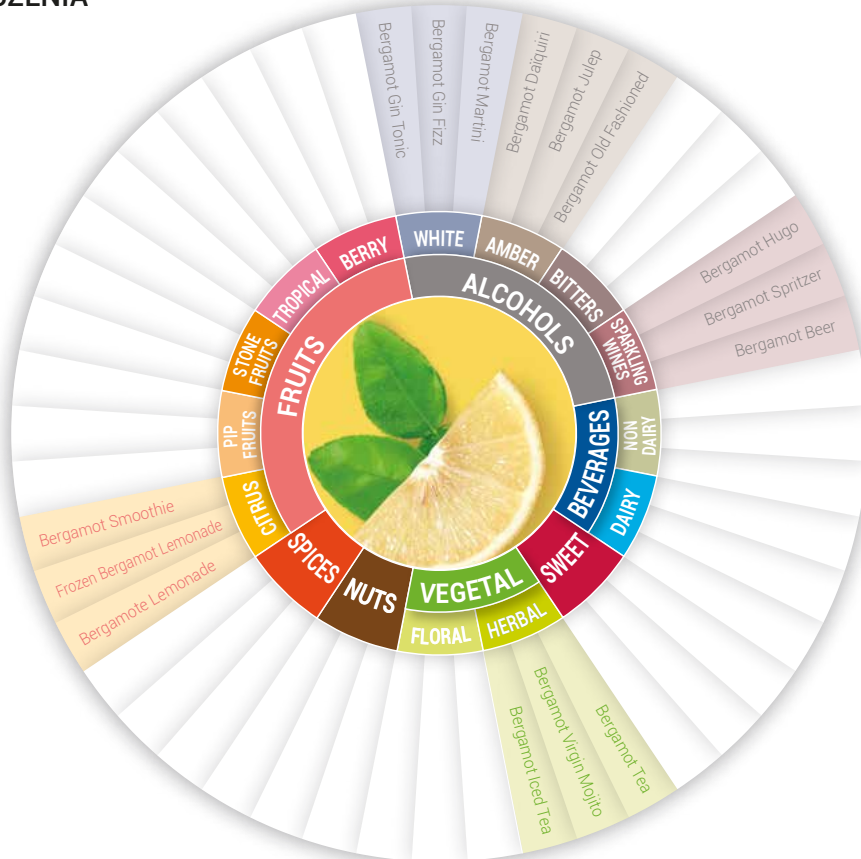 Bergamot Gin Tonic
Bergamot Gin Fizz
Bergamot Martini
Bergamot Daïquiri
Bergamot Julep
Bergamot Old Fashioned
Bergamot Hugo
Bergamot Spritzer
Bergamot Beer
Bergamot Tea
Bergamot Virgin Mojito
Bergamot Iced Tea
Bergamote Lemonade
Frozen Bergamot Lemonade
Bergamot Smoothie
WHITE
AMBER
BITTERS
SPARKLING
WINES
NON
DAIRY
DAIRY
SWEET
HERBAL
FLORAL
NUTS
SPICES
CITRUS
PIP
FRUITS
STONE
FRUITS
TROPICAL
BERRY
ALCOHOLS
BEVERAGES
VEGETAL
FRUITS